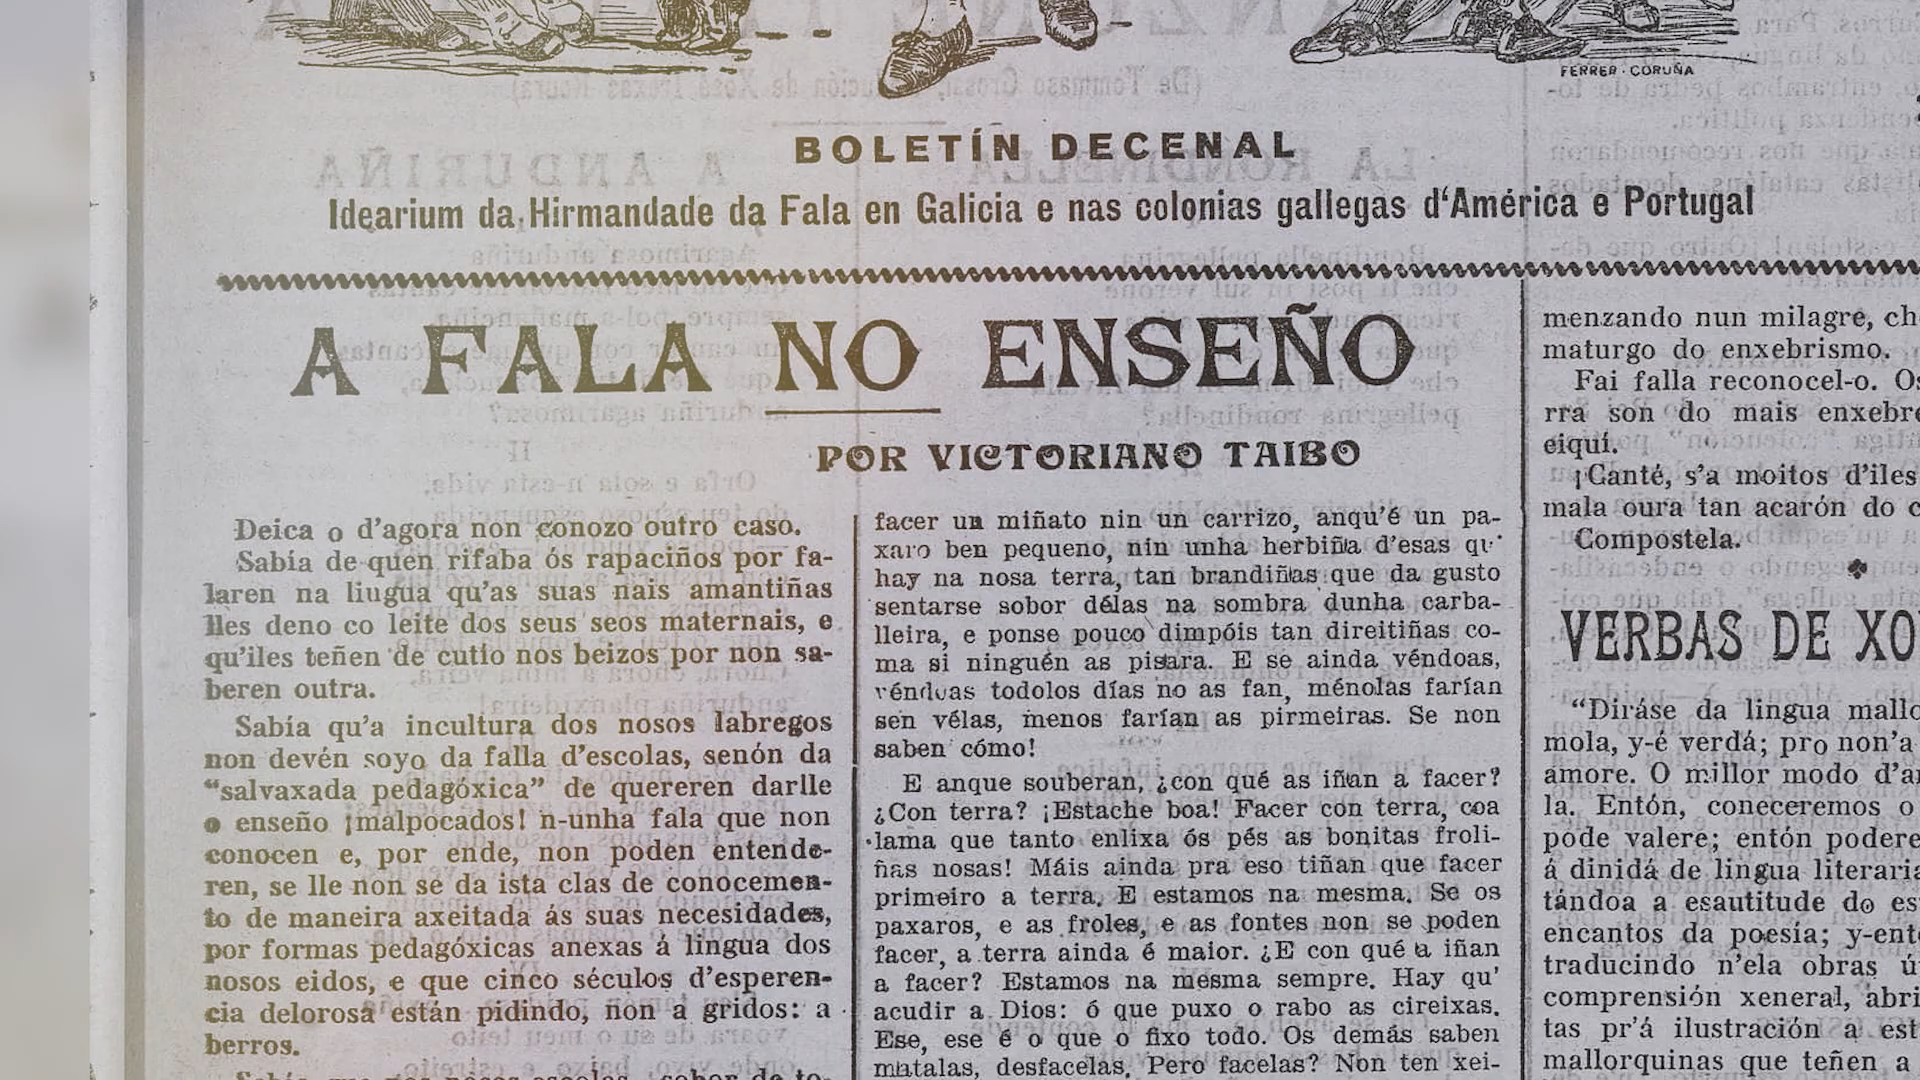 FERRER-CORUÑA
BOLETÍN DECENAL
Idearium da Hirmandade da Fala en Galicia e nas colonias gallegas d‘América e Portugal
A FALA NO ENSEÑO
POR VICTORIANO TAIBO
Deica o d'agora non conozo outro caso.
Sabía de quen rifaba ós rapaciños por fa-
laren na liugua qu'as suas nais amantiñas
lles deno co leite dos seus seos maternais, e
qu'iles teñen de cutio nos beizos por non sa-
beren outra.
Sabía qu'a incultura dos nosos labregos
non devén soyo da falla d'escolas, senón da
“salvaxada pedagóxica” de quereren darlle
o enseño ¡malpocados! n-unha fala que non
conocen e, por ende, non poden entende-
ren, se lle non se da ista clas de conocemen-
to de maneira axeitada ás suas necesidades,
por formas pedagóxicas anexas á lingua dos
nosos eidos, e que cinco séculos d'esperen-
cia delorosa están pidindo, non a gridos: a
berros.
facer un miñato nin un carrizo, anqu'é un pa-
xaro ben pequeno, nin unha herbiña d'esas qu'
hay na nosa terra, tan brandiñas que da gusto
sentarse sobor délas na sombra dunha carba-
lleira, e ponse pouco dimpóis tan direitiñas co-
ma si ninguén as pisara. E se ainda véndoas,
véndoas todolos días no as fan, ménolas farían
sen vélas, menos farían as pirmeiras. Se non
saben cómo!
E anque souberan, ¿con qué as iñan a facer?
¿Con terra? ¡Estache boa! Facer con terra, coa
lama que tanto enlixa ós pés as bonitas froli-
ñas nosas! Máis ainda pra eso tiñan que facer
primeiro a terra. E estamos na mesma. Se os
paxaros, e as froles, e as fontes non se poden
facer, a terra ainda é maior. ¿E con qué a iñan
a facer? Estamos na mesma sempre. Hay qu'
acudir a Dios: ó que puxo o rabo as cireixas.
Ese, ese é o que o fixo todo. Os demás saben
matalas, desfacelas. Pero facelas? Non ten xei-
menzando nun milagre, ch
maturgo do enxebrismo.
Fai falla reconocel-o. Os
rra son do mais enxebre
eiquí.
¡Canté, s'a moitos d'iles
mala oura tan acarón do c
Compostela.
VERBAS DE XO
“Diráse da lingua mallo
mola, y-é verdá; pro non'a
amore. O millor modo d'a
la. Entón, coneceremos o
pode valere; entón podere
á dinidá de lingua literaria
tándoa a esautitude do es
encantos da poesía; y-ent
traducindo n'ela obras ú
comprensión xeneral, abri
tas pr'á ilustración a est
mallorquinas que teñen a